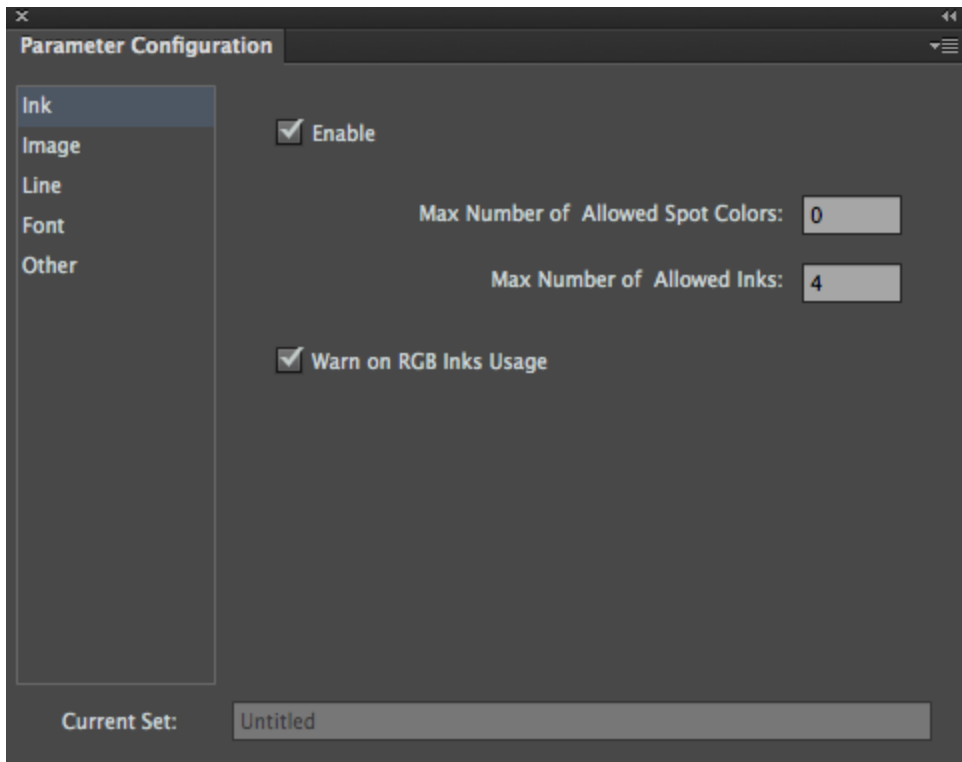 Parameter Configuration
Ink
Image
Line
Font
Other
Enable
Max Number of Allowed Spot Colors: 0
Max Number of Allowed Inks: 4
Warn on RGB Inks Usage
Current Set: Untitled